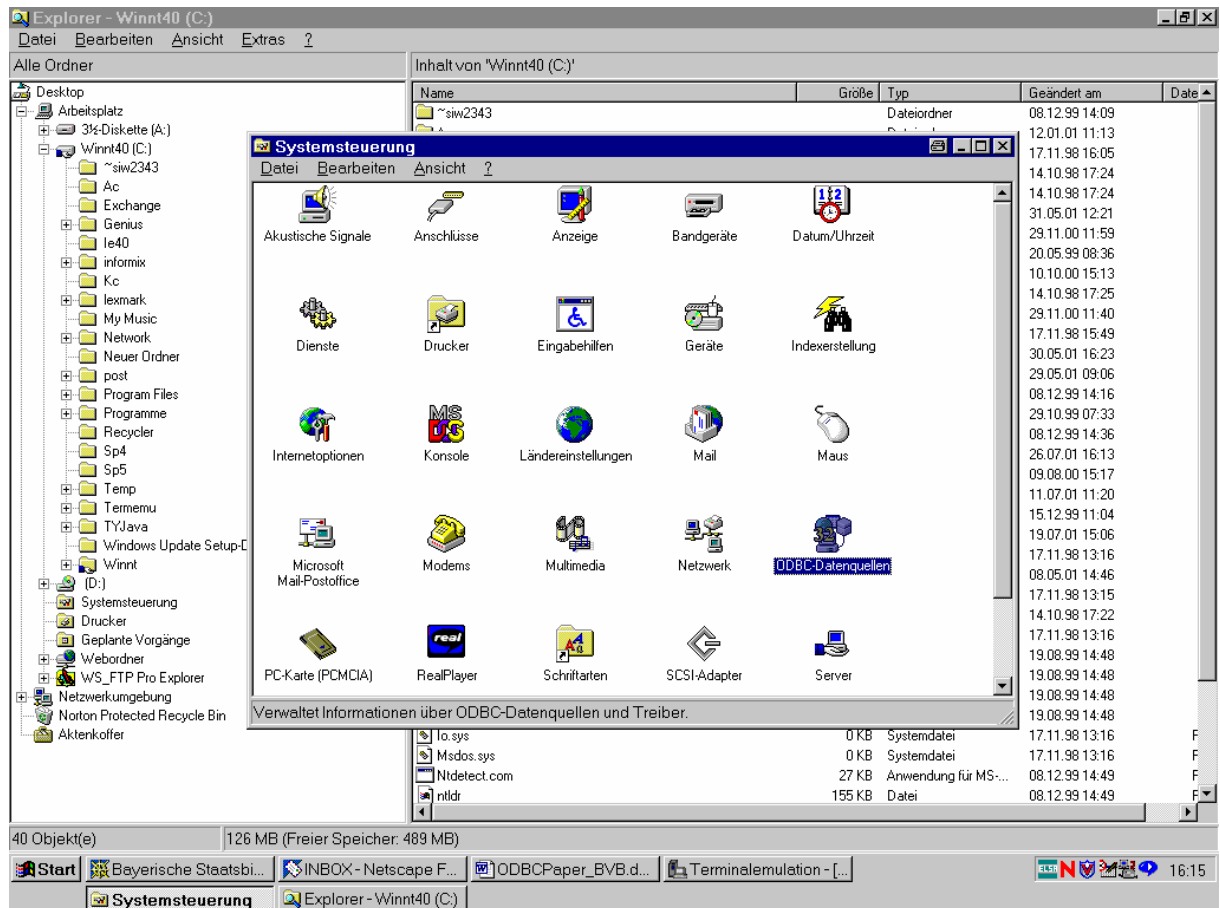 Explorer - Winnt40 (C:)
Datei Bearbeiten Ansicht Extras ?
Alle Ordner
Inhalt von 'Winnt40 (C:)'
Desktop
Arbeitsplatz
3½-Diskette (A:)
Winnt40 (C:)
~siw2343
Ac
Exchange
Genius
Ie40
informix
Kc
lexmark
My Music
Network
Neuer Ordner
post
Program Files
Programme
Recycler
Sp4
Sp5
Temp
Termemu
TYJava
Windows Update Setup-D
Winnt
(D:)
Systemsteuerung
Drucker
Geplante Vorgänge
Webordner
WS_FTP Pro Explorer
Netzwerkumgebung
Norton Protected Recycle Bin
Aktenkoffer
Name Größe Typ Geändert am Date
~siw2343 Dateiordner 08.12.99 14:09
12.01.01 11:13
17.11.98 16:05
14.10.98 17:24
14.10.98 17:24
31.05.01 12:21
29.11.00 11:59
20.05.99 08:36
10.10.00 15:13
14.10.98 17:25
29.11.00 11:40
17.11.98 15:49
30.05.01 16:23
29.05.01 09:06
08.12.99 14:16
29.10.99 07:33
08.12.99 14:36
26.07.01 16:13
09.08.00 15:17
11.07.01 11:20
15.12.99 11:04
19.07.01 15:06
17.11.98 13:16
08.05.01 14:46
17.11.98 13:15
14.10.98 17:22
17.11.98 13:16
19.08.99 14:48
19.08.99 14:48
19.08.99 14:48
19.08.99 14:48
Io.sys 0 KB Systemdatei 17.11.98 13:16 F
Msdos.sys 0 KB Systemdatei 17.11.98 13:16 F
Ntdetect.com 27 KB Anwendung für MS-... 08.12.99 14:49 F
ntldr 155 KB Datei 08.12.99 14:49 F
Systemsteuerung
Datei Bearbeiten Ansicht ?
Akustische Signale Anschlüsse Anzeige Bandgeräte Datum/Uhrzeit
Dienste Drucker Eingabehilfen Geräte Indexerstellung
Internetoptionen Konsole Ländereinstellungen Mail Maus
Microsoft Mail-Postoffice Modems Multimedia Netzwerk ODBC-Datenquellen
PC-Karte (PCMCIA) RealPlayer Schriftarten SCSI-Adapter Server
Verwaltet Informationen über ODBC-Datenquellen und Treiber.
40 Objekt(e) 126 MB (Freier Speicher: 489 MB)
Start Bayerische Staatsbi... INBOX - Netscape F... ODBCPaper_BVB.d... Terminalemulation - [... 16:15
Systemsteuerung Explorer - Winnt40 (C:)